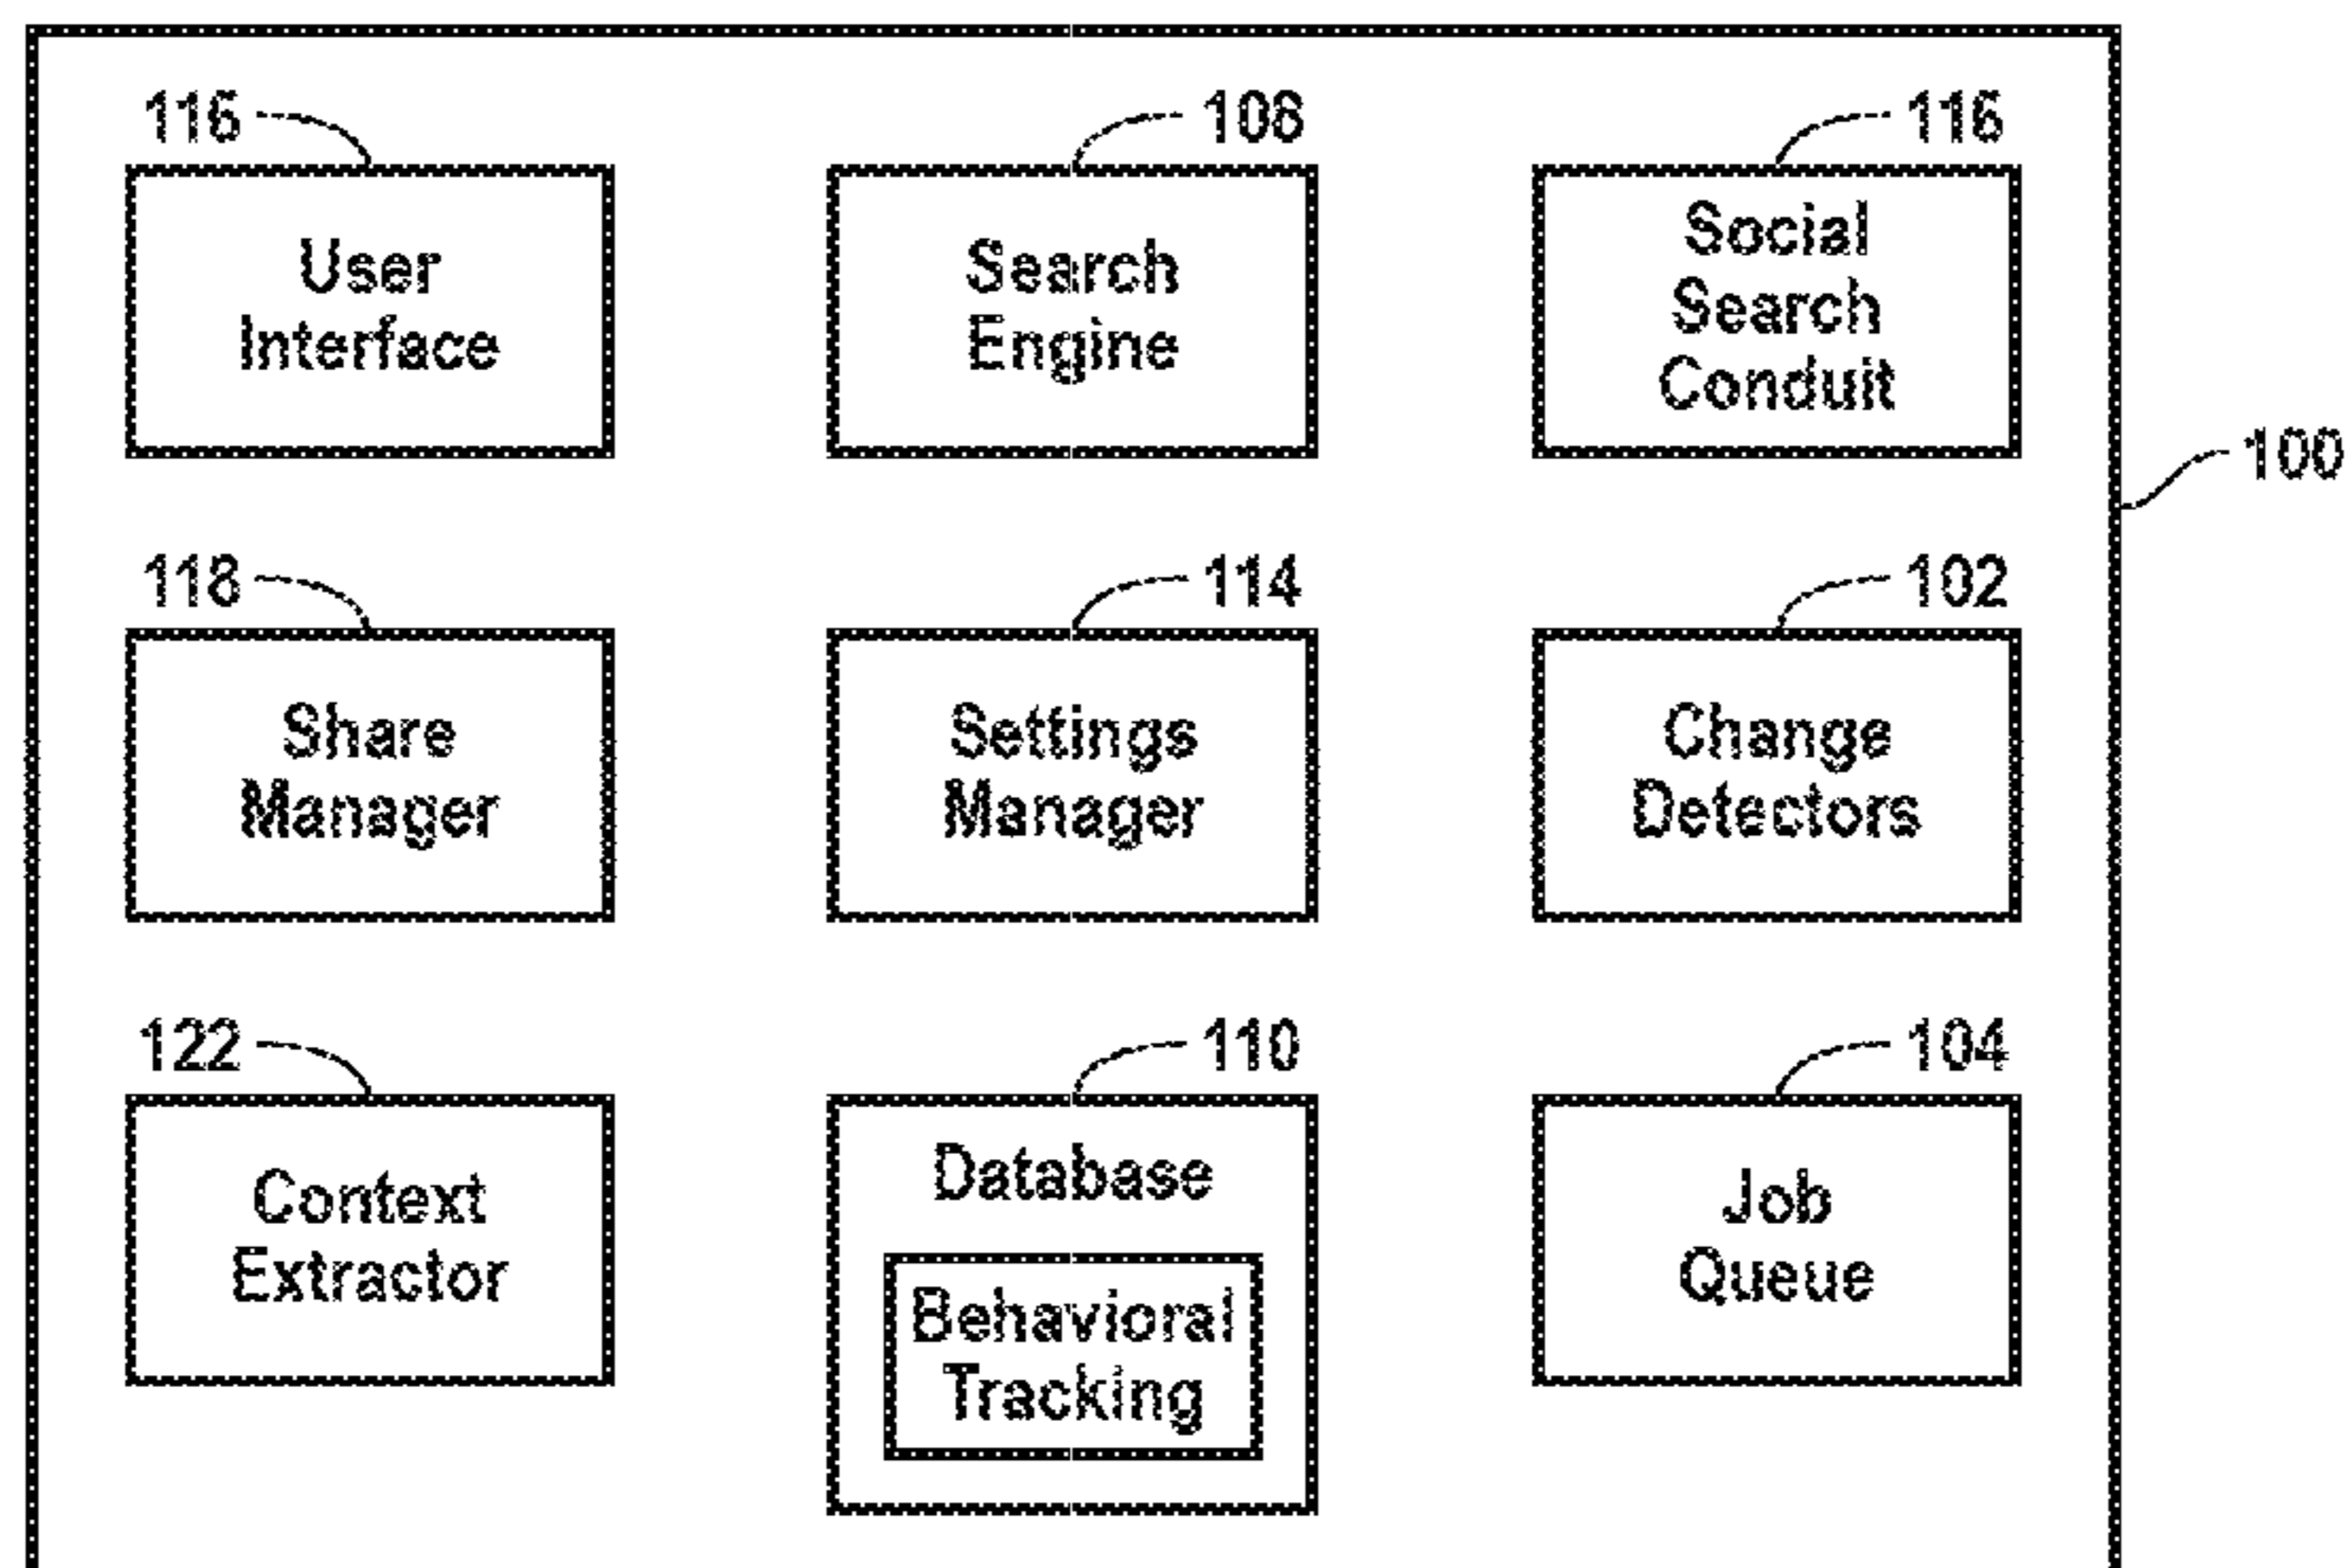 116
108
116
User
Interface
Search
Engine
Social
Search
Conduit
100
118
114
102
Share
Manager
Settings
Manager
Change
Detectors
122
110
104
Context
Extractor
Database
Behavioral
Tracking
Job
Queue